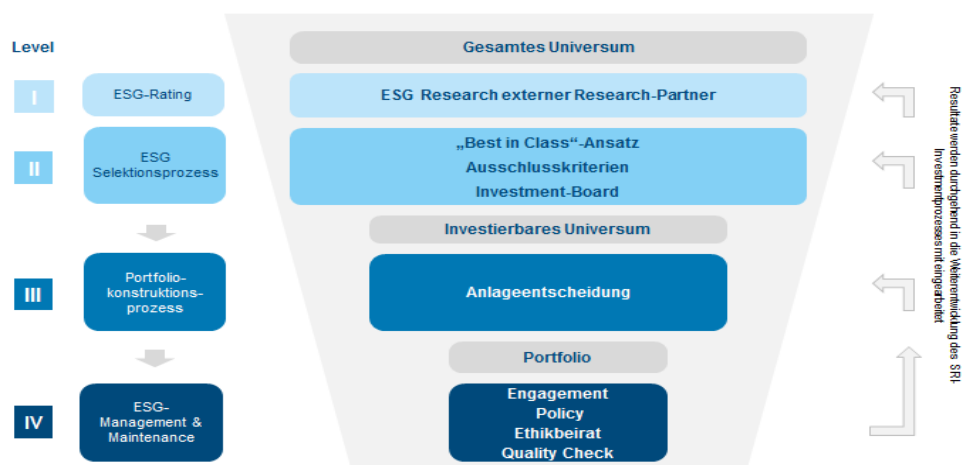 Level
Gesamtes Universum
I
ESG-Rating
ESG Research externer Research-Partner
II
ESG
Selektionsprozess
„Best in Class“-Ansatz
Ausschlusskriterien
Investment-Board
Investierbares Universum
III
Portfolio-
konstruktions-
prozess
Anlageentscheidung
Portfolio
IV
ESG-
Management &
Maintenance
Engagement
Policy
Ethikbeirat
Quality Check
Resultate werden durchgehend in die Weiterentwicklung des SRI-
Investmentprozesses mit eingearbeitet